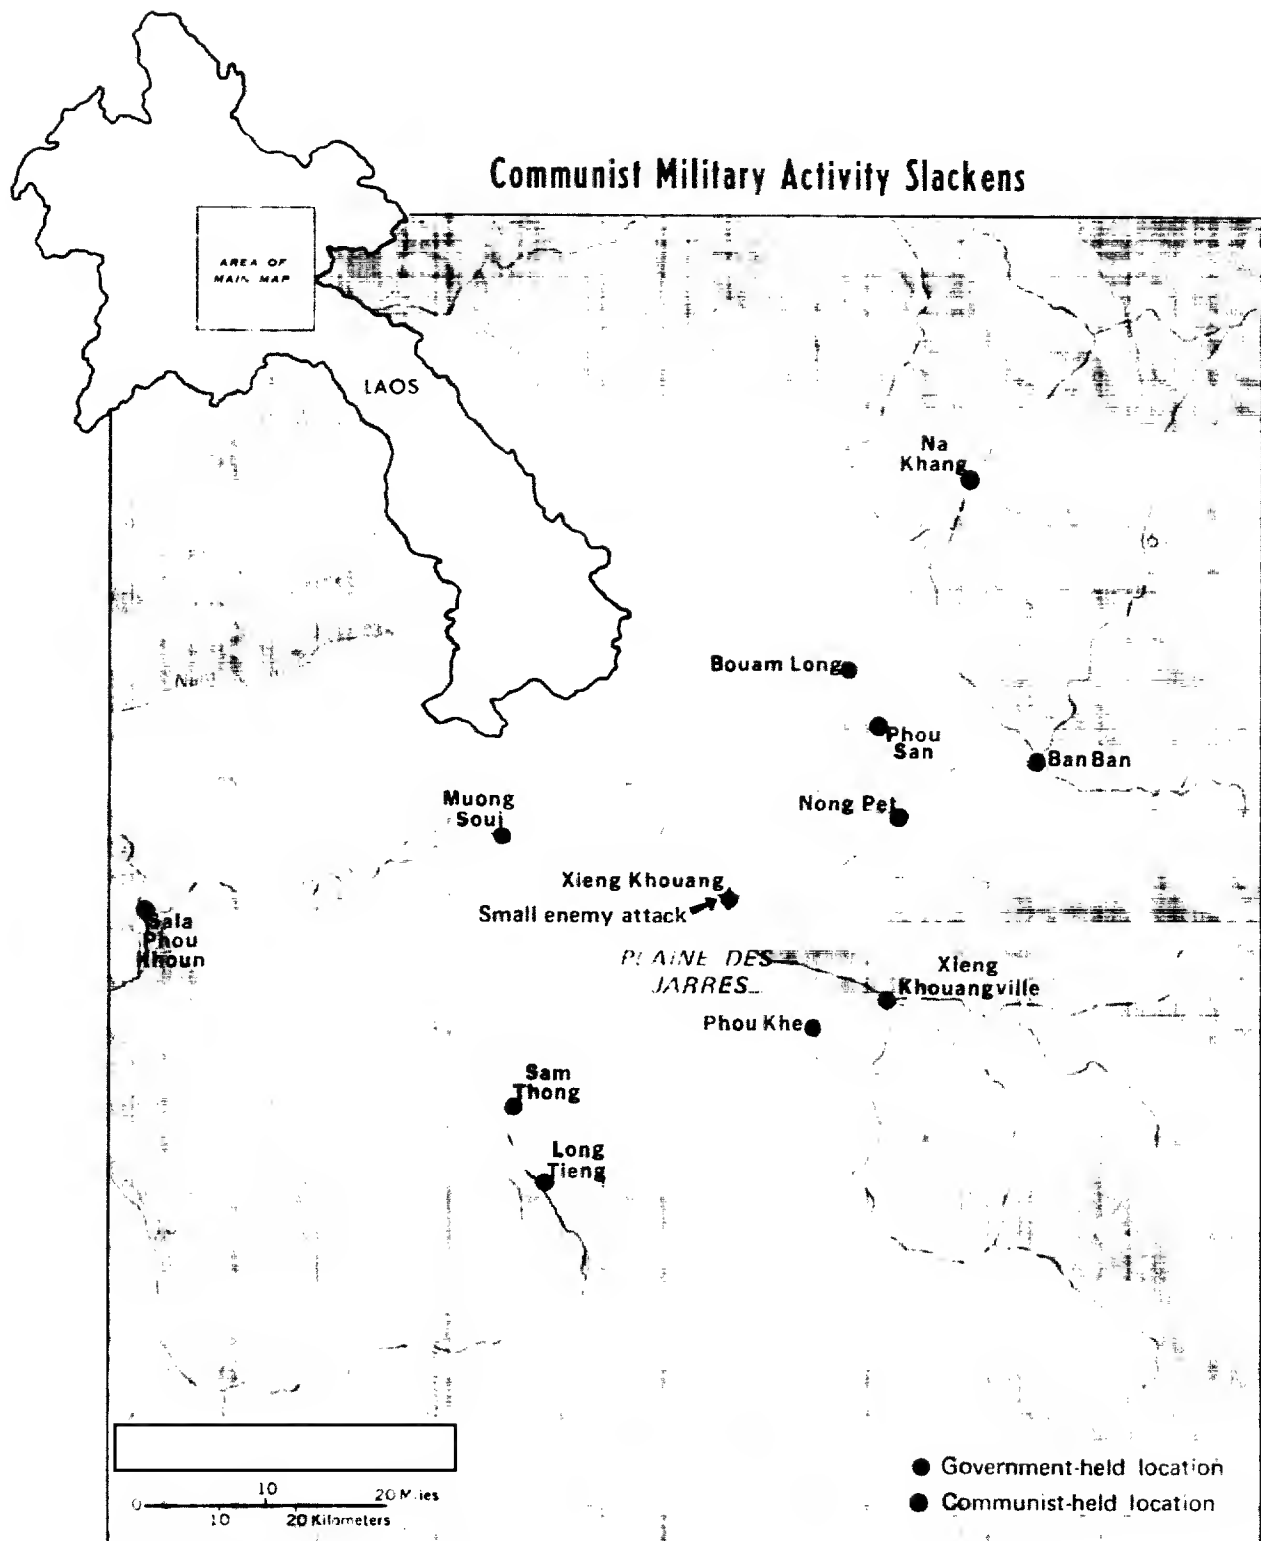 Communist Military Activity Slackens
AREA OF
MAIN MAP
LAOS
Na
Khang
6
Bouam Long
Phou
San
Ban Ban
Muong
Soui
Nong Pet
Xieng Khouang
Small enemy attack
Sala
Phou
Khoun
PLAINE DES
JARRES
Xieng
Khouangville
Phou Khe
Sam
Thong
Long
Tieng
0 10 20 Miles
10 20 Kilometers
Government-held location
Communist-held location